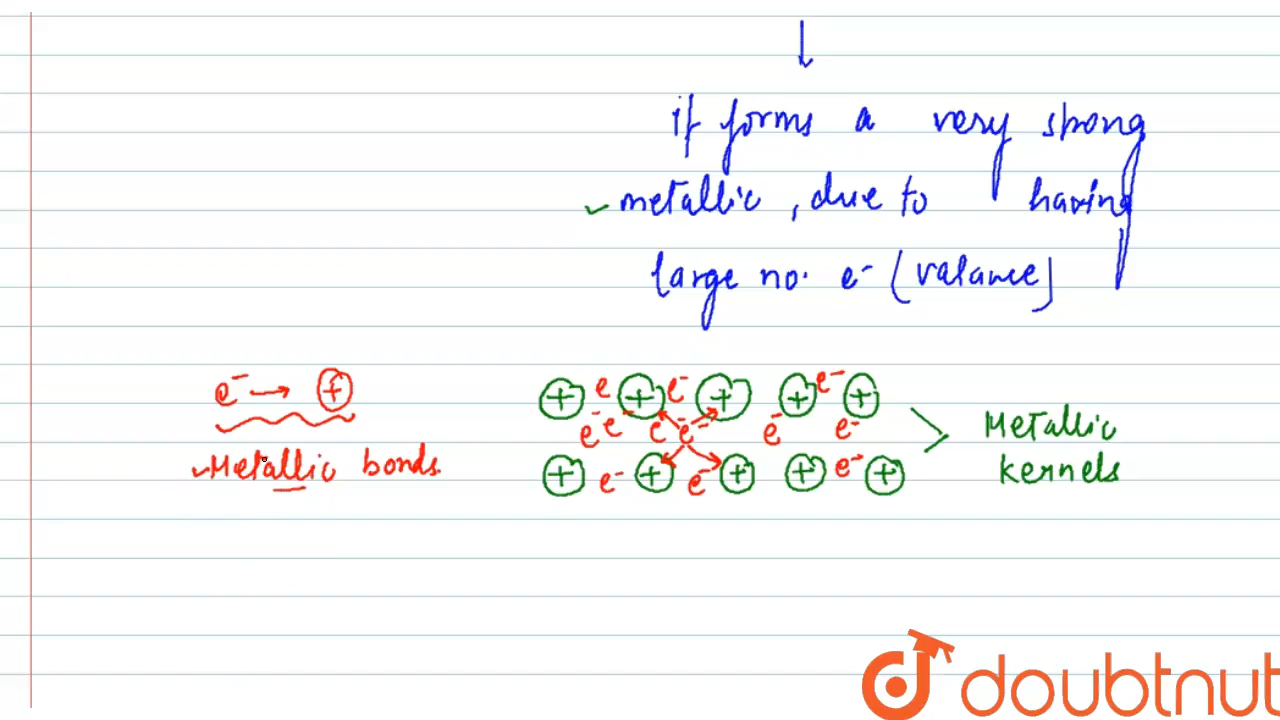 it forms a very strong
metallic, due to having
large no. e⁻ (valance)
e⁻ → +
Metallic bonds
+ e + e⁻ + + e⁻ +
e⁻ e⁻ e⁻ e⁻ e⁻ e⁻
+ e⁻ + e⁻ + + e⁻ +
Metallic
kernels
doubtnut